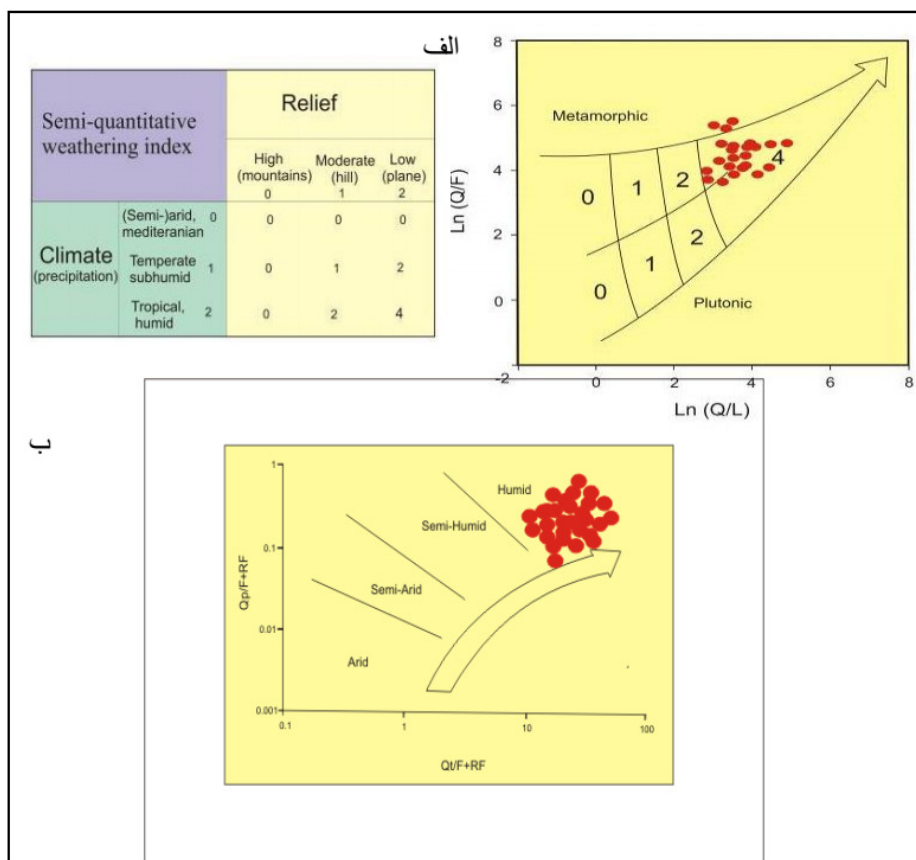 الف
Semi-quantitative
weathering index
Relief
High
(mountains)
0
Moderate
(hill)
1
Low
(plane)
2
Climate
(precipitation)
(Semi-)arid,
mediteranian
0
0
0
0
Temperate
subhumid
1
0
1
2
Tropical,
humid
2
0
2
4
8
6
4
2
0
-2
Ln (Q/F)
Metamorphic
0
1
2
4
0
1
2
Plutonic
0
2
4
6
8
Ln (Q/L)
ب
1
0.1
0.01
0.001
Qp/F+RF
Humid
Semi-Humid
Semi-Arid
Arid
0.1
1
10
100
Qt/F+RF